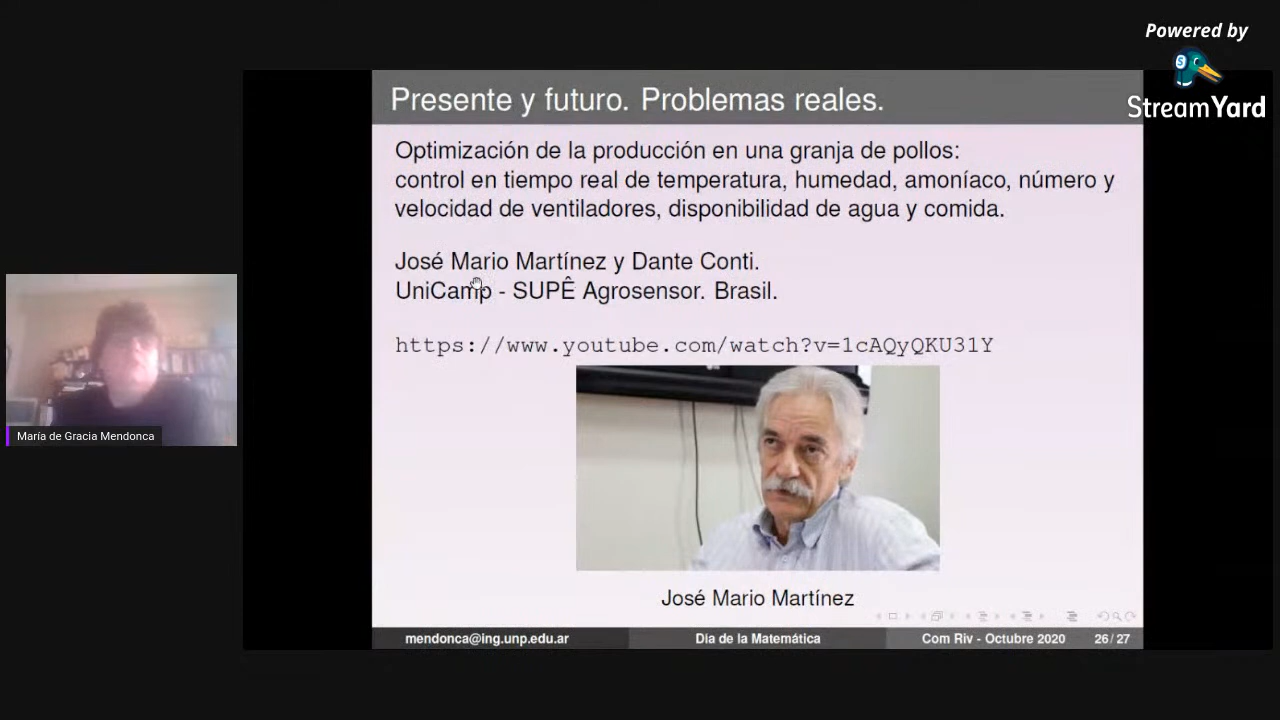 Powered by
StreamYard
Presente y futuro. Problemas reales.
Optimización de la producción en una granja de pollos:
control en tiempo real de temperatura, humedad, amoníaco, número y
velocidad de ventiladores, disponibilidad de agua y comida.
José Mario Martínez y Dante Conti.
UniCamp - SUPÊ Agrosensor. Brasil.
https://www.youtube.com/watch?v=1cAQyQKU31Y
José Mario Martínez
María de Gracia Mendonca
mendonca@ing.unp.edu.ar Dia de la Matemática Com Riv - Octubre 2020 26/27